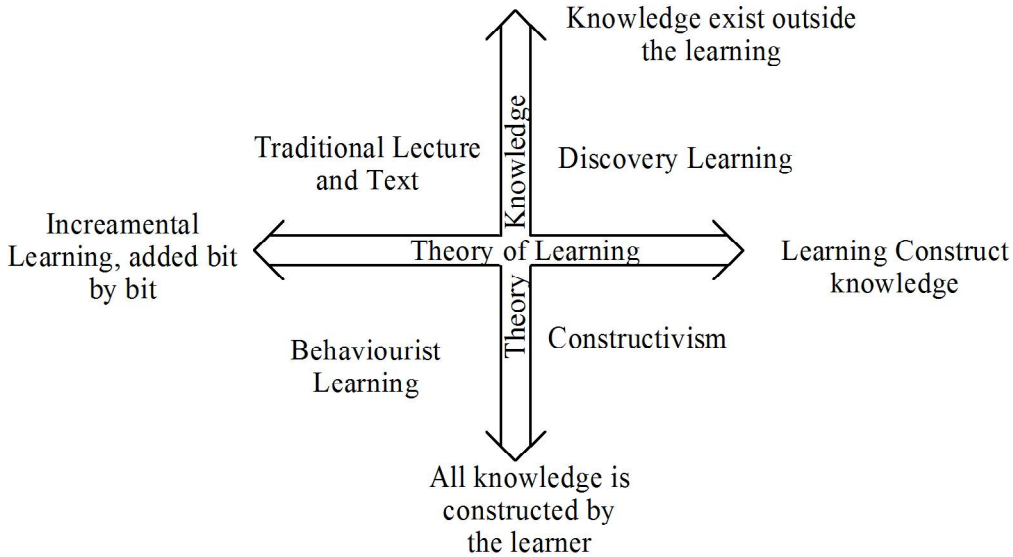 Knowledge exist outside
the learning
Knowledge
Traditional Lecture
and Text
Discovery Learning
Increamental
Learning, added bit
by bit
Theory of Learning
Learning Construct
knowledge
Theory
Behaviourist
Learning
Constructivism
All knowledge is
constructed by
the learner